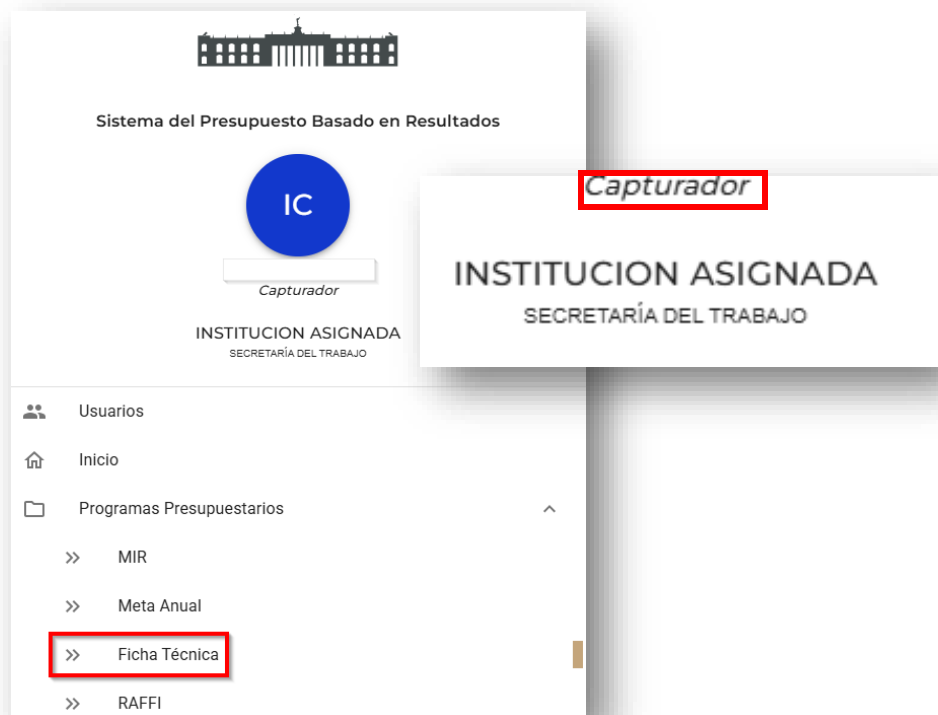 Sistema del Presupuesto Basado en Resultados
IC
Capturador
INSTITUCION ASIGNADA
SECRETARÍA DEL TRABAJO
Capturador
INSTITUCION ASIGNADA
SECRETARÍA DEL TRABAJO
Usuarios
Inicio
Programas Presupuestarios
MIR
Meta Anual
Ficha Técnica
RAFFI